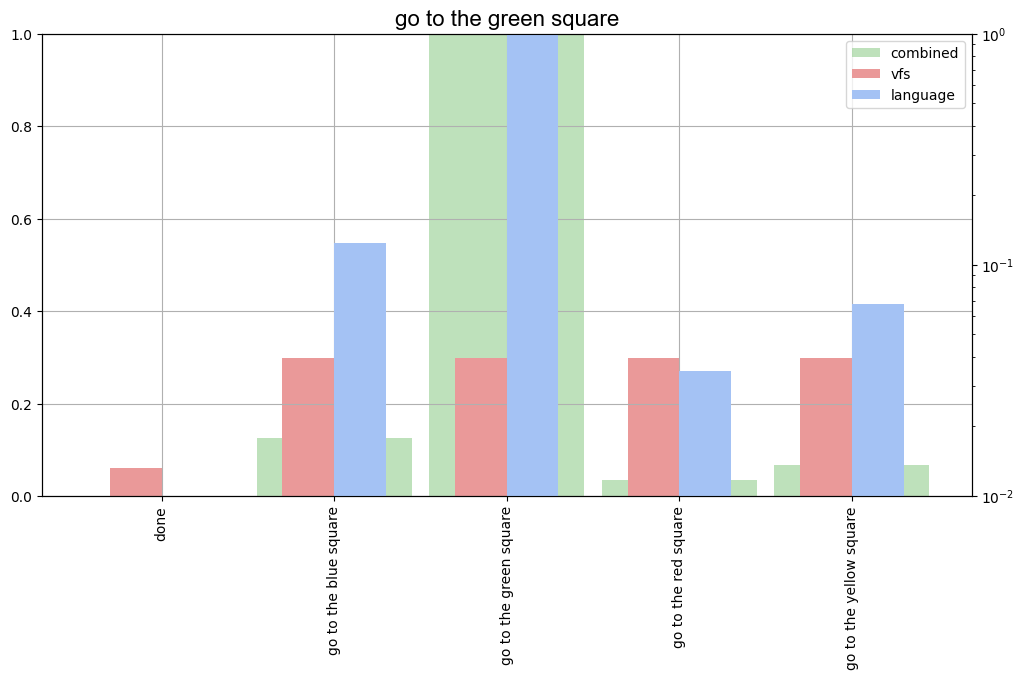 go to the green square
combined
vfs
language
1.0
0.8
0.6
0.4
0.2
0.0
10⁰
10⁻¹
10⁻²
done
go to the blue square
go to the green square
go to the red square
go to the yellow square